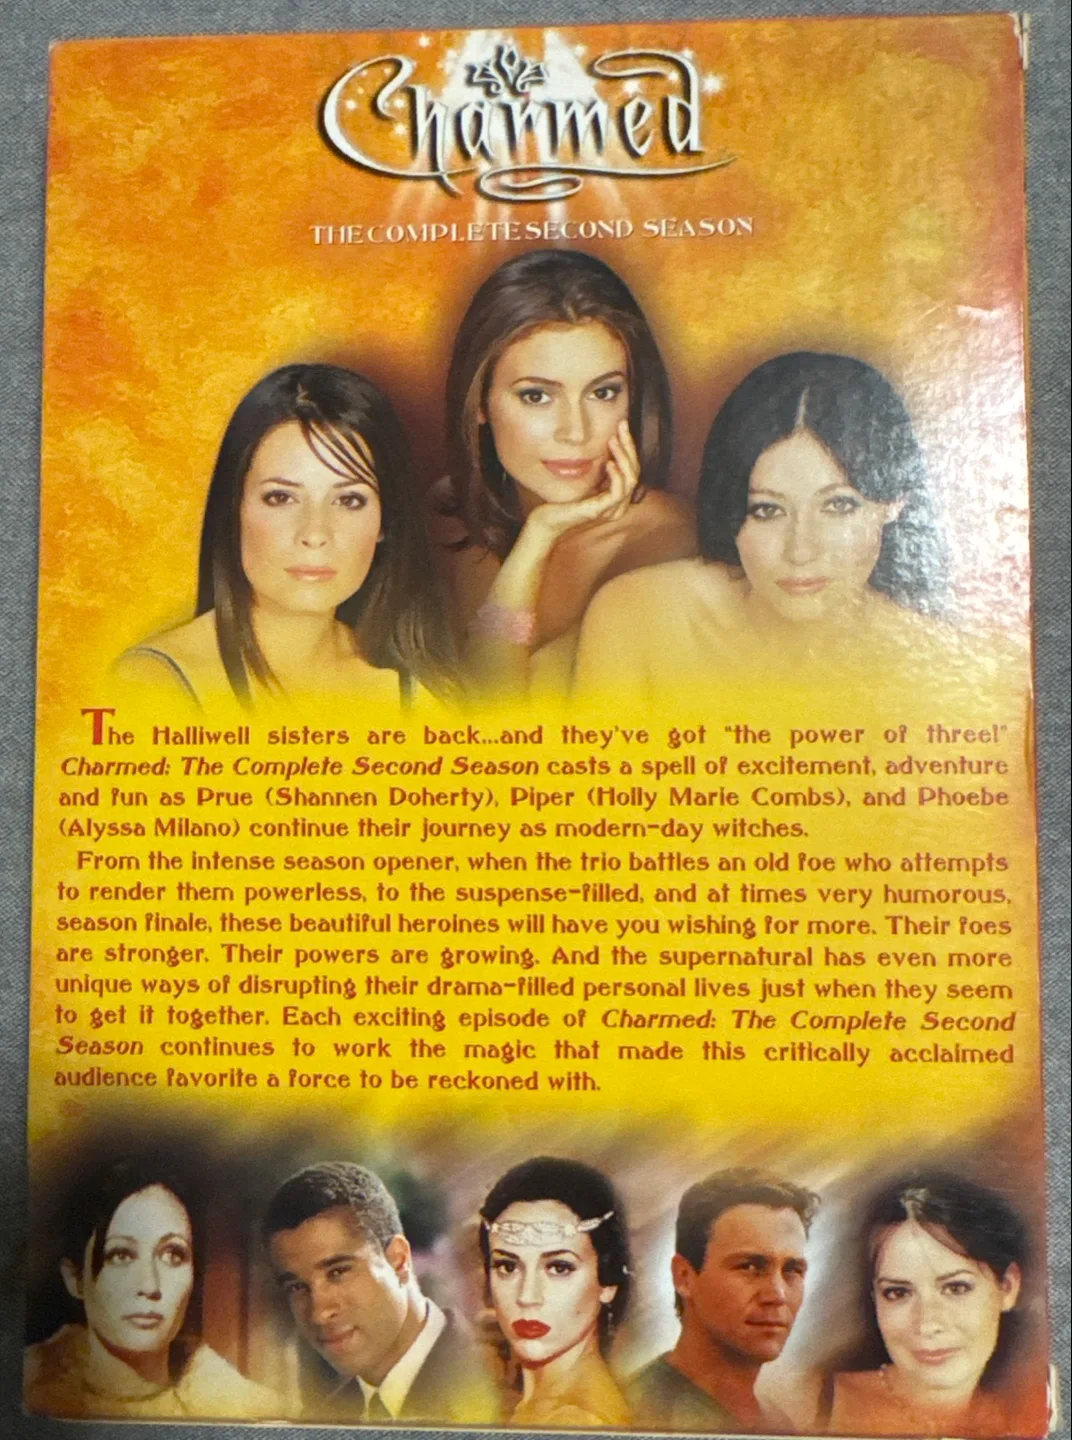 Charmed
THE COMPLETE SECOND SEASON
The Halliwell sisters are back...and they've got "the power of three!"
Charmed: The Complete Second Season casts a spell of excitement, adventure
and fun as Prue (Shannen Doherty), Piper (Holly Marie Combs), and Phoebe
(Alyssa Milano) continue their journey as modern-day witches.
From the intense season opener, when the trio battles an old foe who attempts
to render them powerless, to the suspense-filled, and at times very humorous,
season finale, these beautiful heroines will have you wishing for more. Their foes
are stronger. Their powers are growing. And the supernatural has even more
unique ways of disrupting their drama-filled personal lives just when they seem
to get it together. Each exciting episode of Charmed: The Complete Second
Season continues to work the magic that made this critically acclaimed
audience favorite a force to be reckoned with.